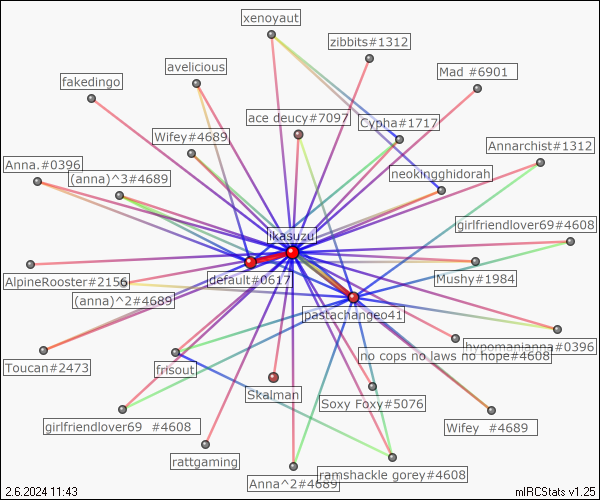 xenoyaut
zibbits#1312
avelicious
Mad #6901
fakedingo
ace deucy#7097
Cypha#1717
Wifey#4689
Annarchist#1312
Anna.#0396
(anna)^3#4689
neokingghidorah
girlfriendlover69#4608
ikasuzu
AlpineRooster#2156
default#0617
Mushy#1984
(anna)^2#4689
pastachangeo41
hypomanianna#0396
no cops no laws no hope#4608
Toucan#2473
frisout
Skalman
Soxy Foxy#5076
girlfriendlover69 #4608
Wifey #4689
rattgaming
Anna^2#4689
ramshackle gorey#4608
2.6.2024 11:43
mIRCStats v1.25